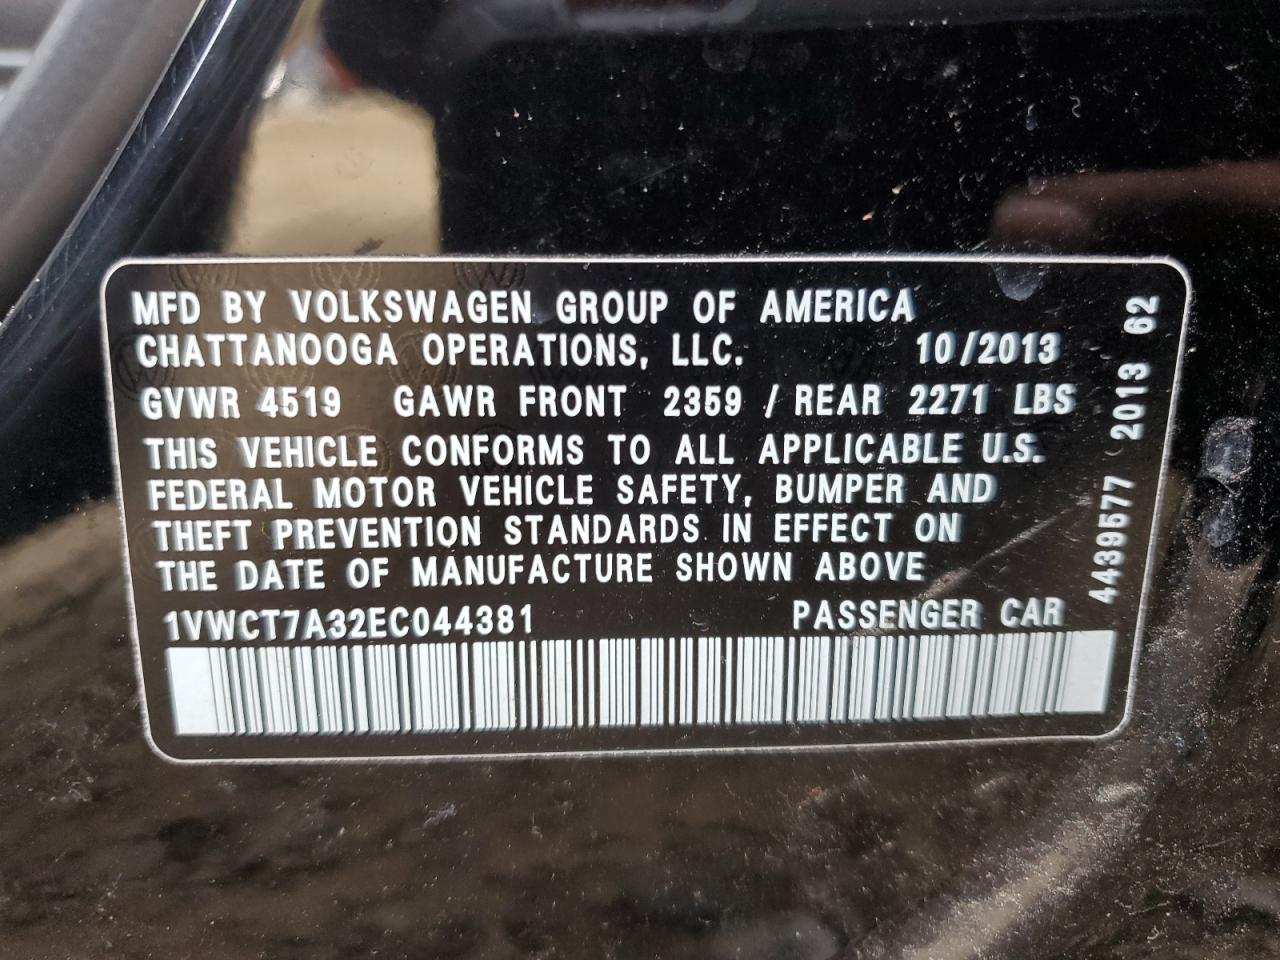 MFD BY VOLKSWAGEN GROUP OF AMERICA
CHATTANOOGA OPERATIONS, LLC. 10/2013
GVWR 4519 GAWR FRONT 2359 / REAR 2271 LBS
THIS VEHICLE CONFORMS TO ALL APPLICABLE U.S.
FEDERAL MOTOR VEHICLE SAFETY, BUMPER AND
THEFT PREVENTION STANDARDS IN EFFECT ON
THE DATE OF MANUFACTURE SHOWN ABOVE
1VWCT7A32EC044381 PASSENGER CAR
4439577 2013 62